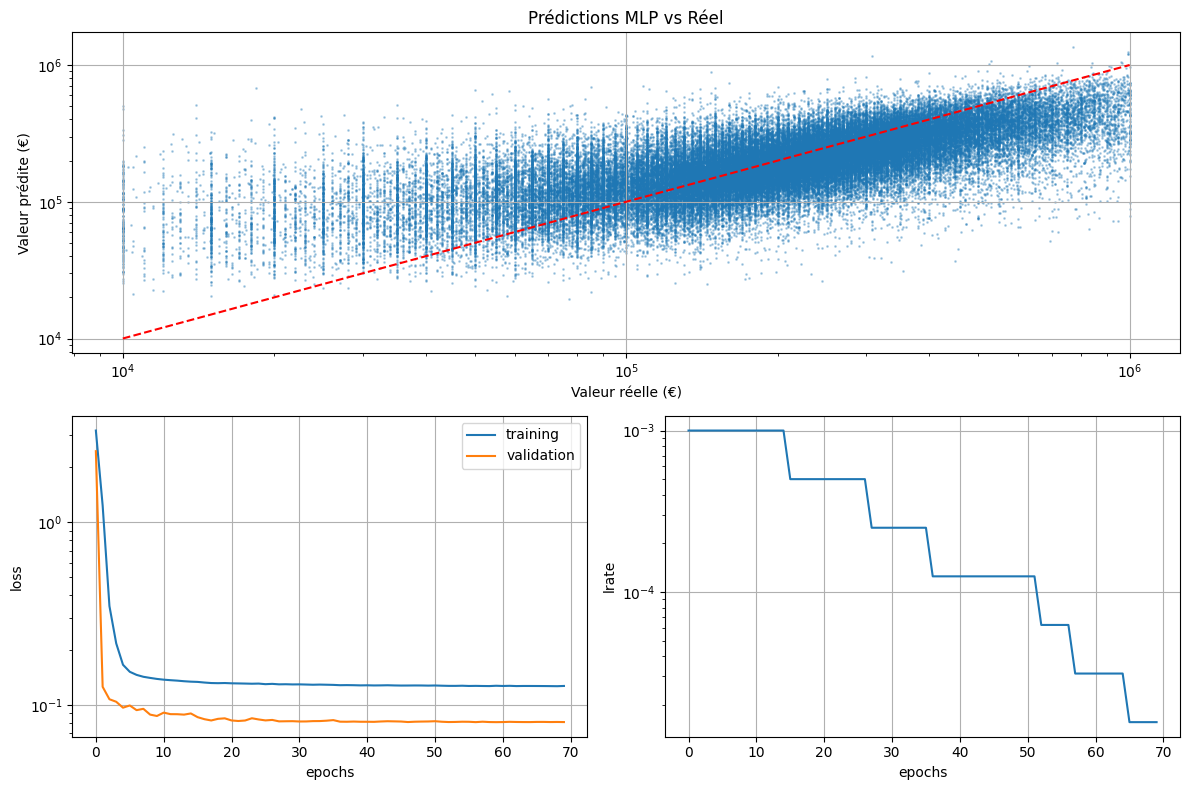 Prédictions MLP vs Réel
Valeur prédite (€)
10⁶
10⁵
10⁴
10⁴ 10⁵ 10⁶
Valeur réelle (€)
loss
10⁰
10⁻¹
training
validation
0 10 20 30 40 50 60 70
epochs
lrate
10⁻³
10⁻⁴
0 10 20 30 40 50 60 70
epochs